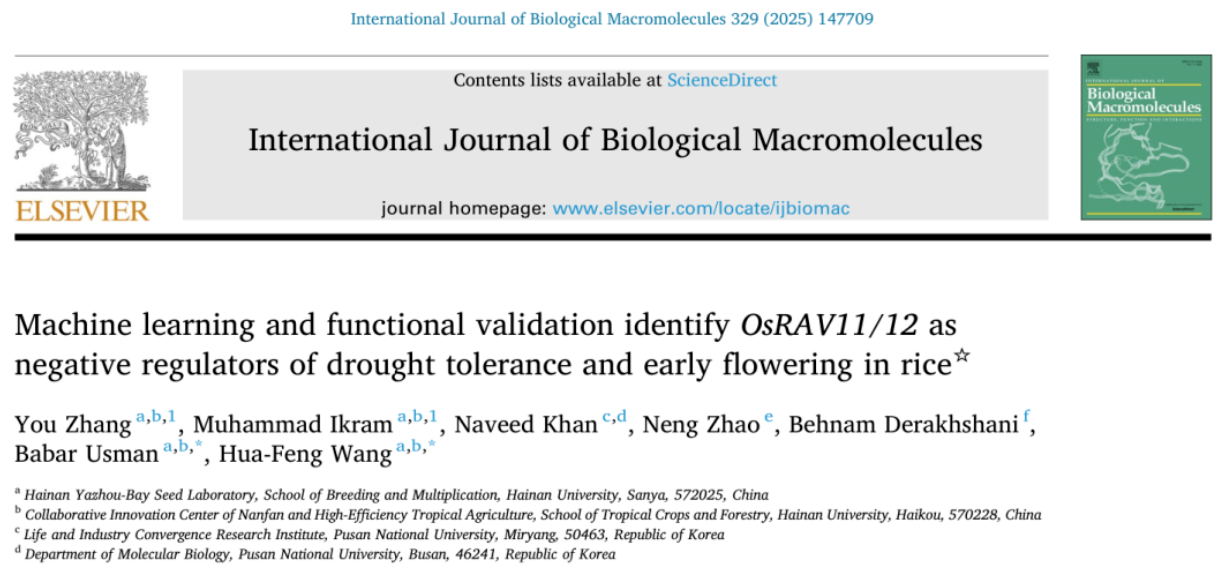 International Journal of Biological Macromolecules 329 (2025) 147709
Contents lists available at ScienceDirect
International Journal of Biological Macromolecules
journal homepage: www.elsevier.com/locate/ijbiomac
ELSEVIER
INTERNATIONAL JOURNAL OF
Biological
Macromolecules
STRUCTURE, FUNCTION AND INTERACTIONS
Machine learning and functional validation identify OsRAV11/12 as
negative regulators of drought tolerance and early flowering in rice☆
You Zhang a,b,1, Muhammad Ikram a,b,1, Naveed Khan c,d, Neng Zhao e, Behnam Derakhshani f,
Babar Usman a,b,*, Hua-Feng Wang a,b,*
a Hainan Yazhou-Bay Seed Laboratory, School of Breeding and Multiplication, Hainan University, Sanya, 572025, China
b Collaborative Innovation Center of Nanfan and High-Efficiency Tropical Agriculture, School of Tropical Crops and Forestry, Hainan University, Haikou, 570228, China
c Life and Industry Convergence Research Institute, Pusan National University, Miryang, 50463, Republic of Korea
d Department of Molecular Biology, Pusan National University, Busan, 46241, Republic of Korea